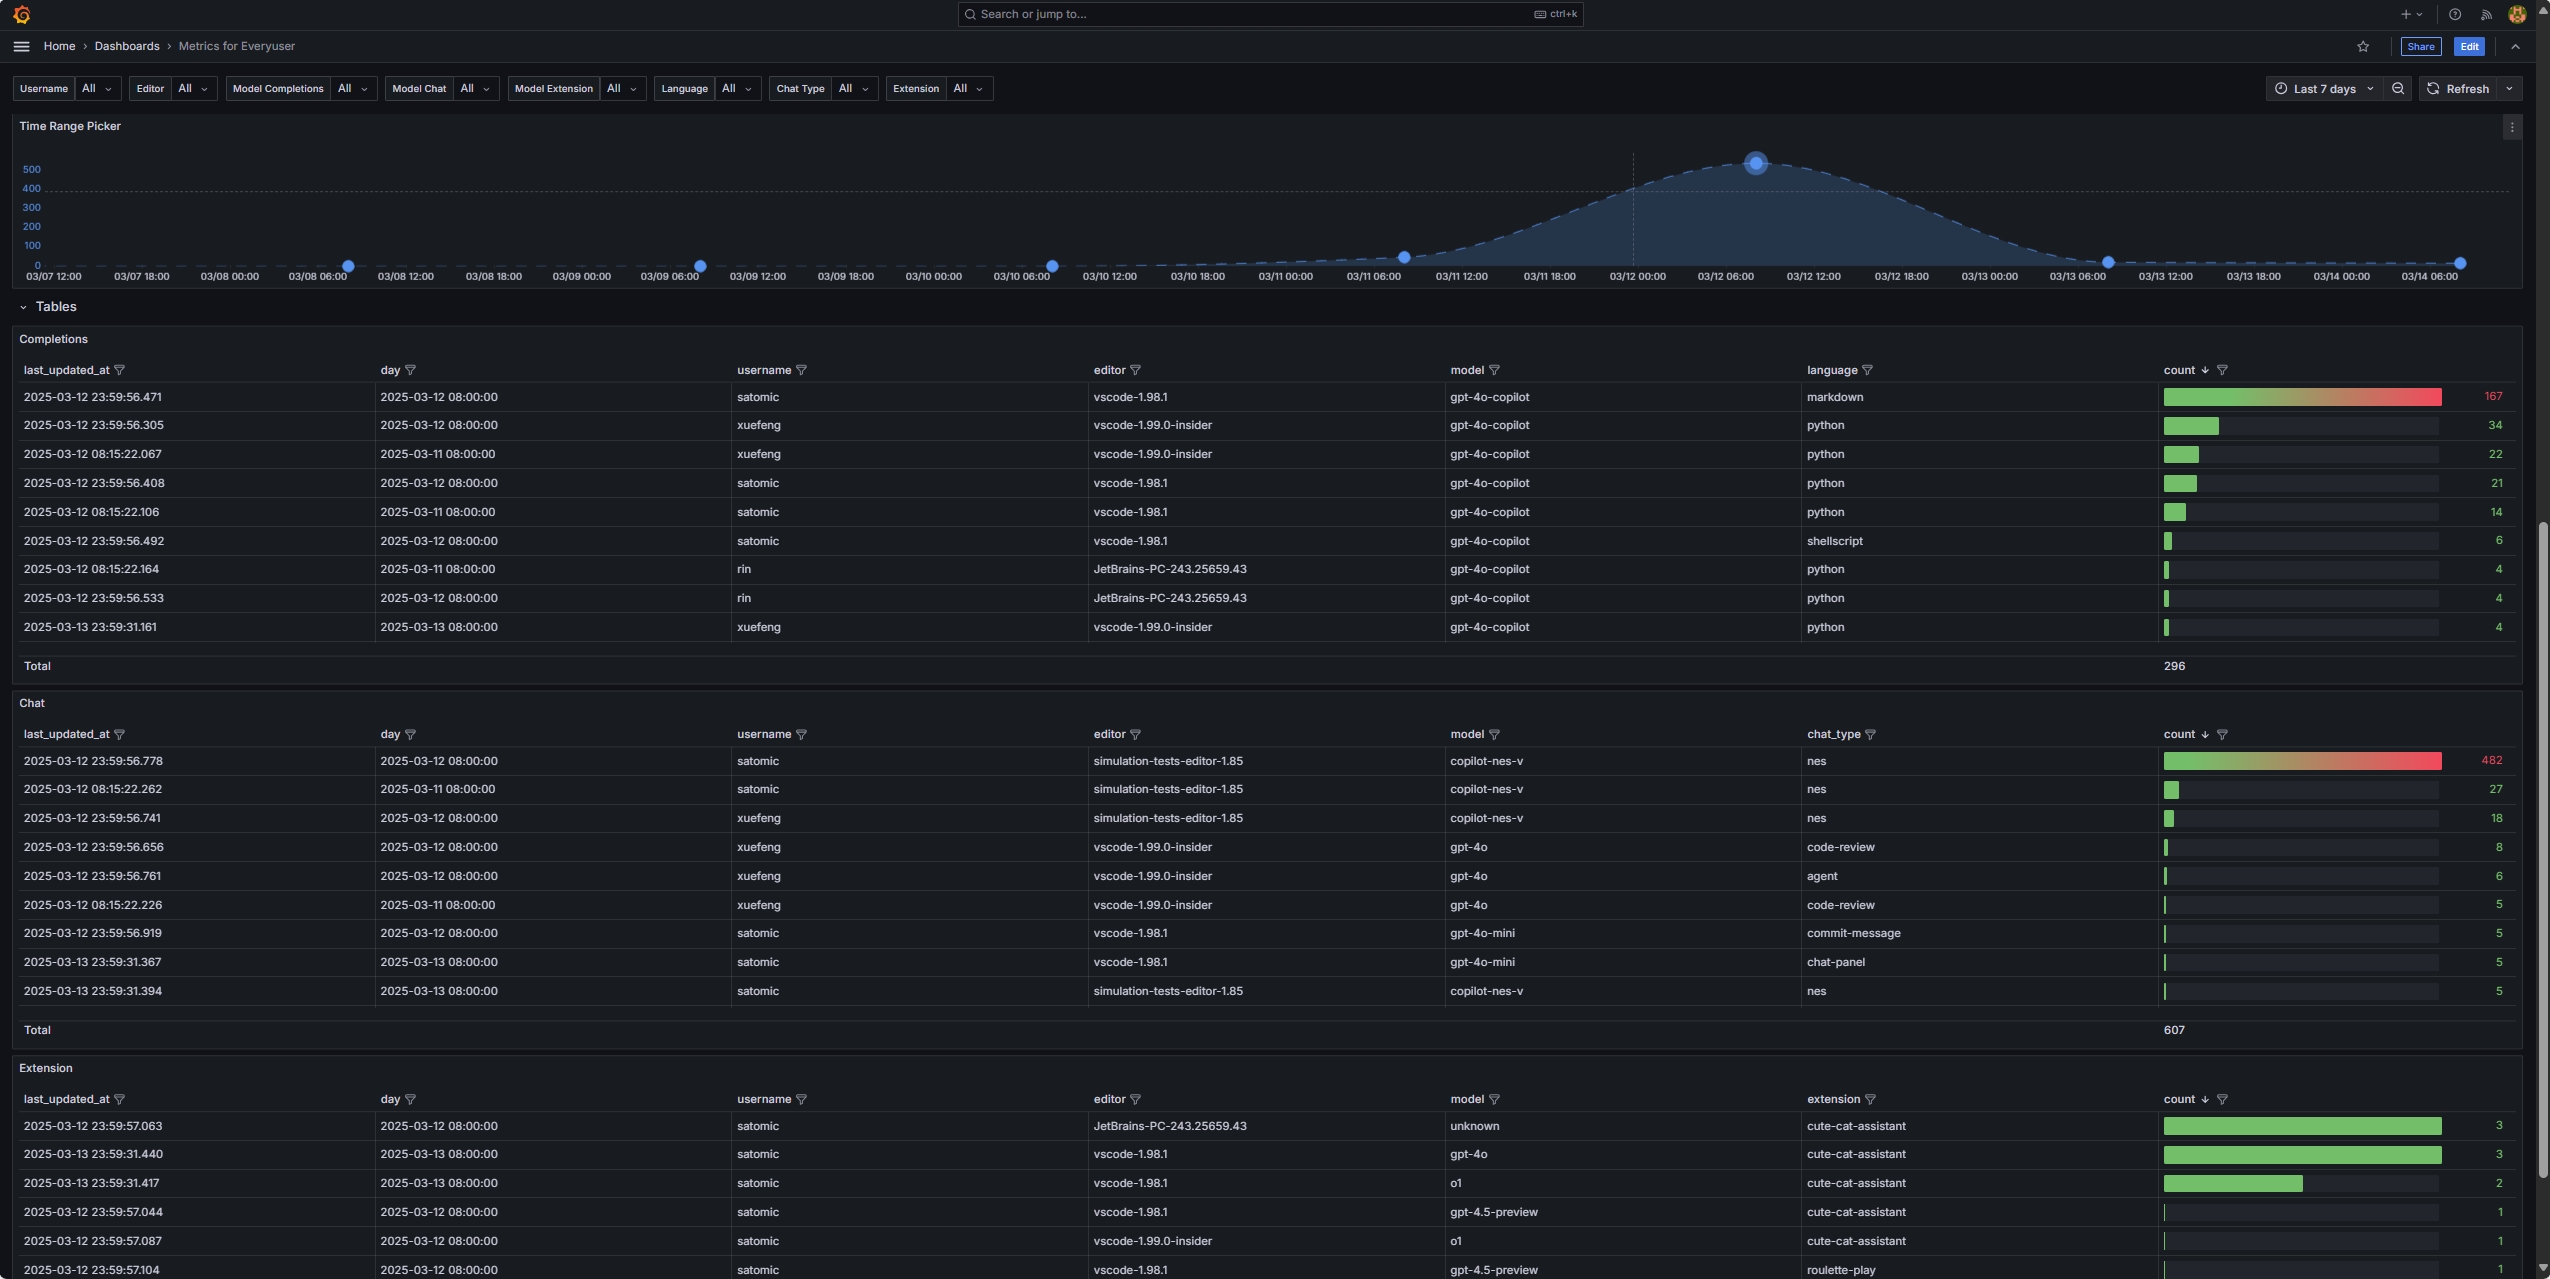 Search or jump to... ctrl+k
Home › Dashboards › Metrics for Everyuser Share Edit
Username All Editor All Model Completions All Model Chat All Model Extension All Language All Chat Type All Extension All Last 7 days Refresh
Time Range Picker
500
400
300
200
100
0
03/07 12:00 03/07 18:00 03/08 00:00 03/08 06:00 03/08 12:00 03/08 18:00 03/09 00:00 03/09 06:00 03/09 12:00 03/09 18:00 03/10 00:00 03/10 06:00 03/10 12:00 03/10 18:00 03/11 00:00 03/11 06:00 03/11 12:00 03/11 18:00 03/12 00:00 03/12 06:00 03/12 12:00 03/12 18:00 03/13 00:00 03/13 06:00 03/13 12:00 03/13 18:00 03/14 00:00 03/14 06:00
Tables
Completions
last_updated_at day username editor model language count
2025-03-12 23:59:56.471 2025-03-12 08:00:00 satomic vscode-1.98.1 gpt-4o-copilot markdown 167
2025-03-12 23:59:56.305 2025-03-12 08:00:00 xuefeng vscode-1.99.0-insider gpt-4o-copilot python 34
2025-03-12 08:15:22.067 2025-03-11 08:00:00 xuefeng vscode-1.99.0-insider gpt-4o-copilot python 22
2025-03-12 23:59:56.408 2025-03-12 08:00:00 satomic vscode-1.98.1 gpt-4o-copilot python 21
2025-03-12 08:15:22.106 2025-03-11 08:00:00 satomic vscode-1.98.1 gpt-4o-copilot python 14
2025-03-12 23:59:56.492 2025-03-12 08:00:00 satomic vscode-1.98.1 gpt-4o-copilot shellscript 6
2025-03-12 08:15:22.164 2025-03-11 08:00:00 rin JetBrains-PC-243.25659.43 gpt-4o-copilot python 4
2025-03-12 23:59:56.533 2025-03-12 08:00:00 rin JetBrains-PC-243.25659.43 gpt-4o-copilot python 4
2025-03-13 23:59:31.161 2025-03-13 08:00:00 xuefeng vscode-1.99.0-insider gpt-4o-copilot python 4
Total 296
Chat
last_updated_at day username editor model chat_type count
2025-03-12 23:59:56.778 2025-03-12 08:00:00 satomic simulation-tests-editor-1.85 copilot-nes-v nes 482
2025-03-12 08:15:22.262 2025-03-11 08:00:00 satomic simulation-tests-editor-1.85 copilot-nes-v nes 27
2025-03-12 23:59:56.741 2025-03-12 08:00:00 xuefeng simulation-tests-editor-1.85 copilot-nes-v nes 18
2025-03-12 23:59:56.656 2025-03-12 08:00:00 xuefeng vscode-1.99.0-insider gpt-4o code-review 8
2025-03-12 23:59:56.761 2025-03-12 08:00:00 xuefeng vscode-1.99.0-insider gpt-4o agent 6
2025-03-12 08:15:22.226 2025-03-11 08:00:00 xuefeng vscode-1.99.0-insider gpt-4o code-review 5
2025-03-12 23:59:56.919 2025-03-12 08:00:00 satomic vscode-1.98.1 gpt-4o-mini commit-message 5
2025-03-13 23:59:31.367 2025-03-13 08:00:00 satomic vscode-1.98.1 gpt-4o-mini chat-panel 5
2025-03-13 23:59:31.394 2025-03-13 08:00:00 satomic simulation-tests-editor-1.85 copilot-nes-v nes 5
Total 607
Extension
last_updated_at day username editor model extension count
2025-03-12 23:59:57.063 2025-03-12 08:00:00 satomic JetBrains-PC-243.25659.43 unknown cute-cat-assistant 3
2025-03-13 23:59:31.440 2025-03-13 08:00:00 satomic vscode-1.98.1 gpt-4o cute-cat-assistant 3
2025-03-13 23:59:31.417 2025-03-13 08:00:00 satomic vscode-1.98.1 o1 cute-cat-assistant 2
2025-03-12 23:59:57.044 2025-03-12 08:00:00 satomic vscode-1.98.1 gpt-4.5-preview cute-cat-assistant 1
2025-03-12 23:59:57.087 2025-03-12 08:00:00 satomic vscode-1.99.0-insider o1 cute-cat-assistant 1
2025-03-12 23:59:57.104 2025-03-12 08:00:00 satomic vscode-1.98.1 gpt-4.5-preview roulette-play 1